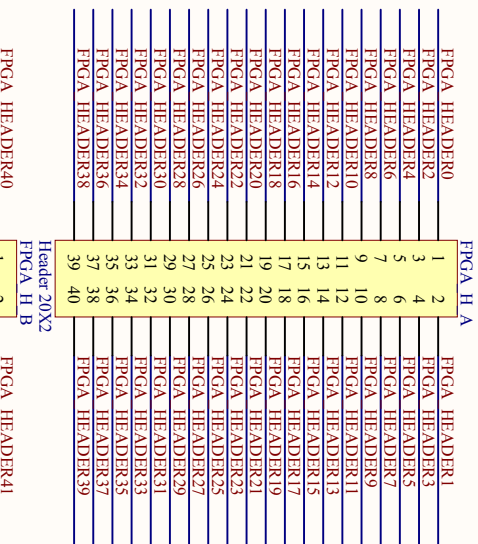 FPGA_H_A
FPGA_HEADER0 1 2 FPGA_HEADER1
FPGA_HEADER2 3 4 FPGA_HEADER3
FPGA_HEADER4 5 6 FPGA_HEADER5
FPGA_HEADER6 7 8 FPGA_HEADER7
FPGA_HEADER8 9 10 FPGA_HEADER9
FPGA_HEADER10 11 12 FPGA_HEADER11
FPGA_HEADER12 13 14 FPGA_HEADER13
FPGA_HEADER14 15 16 FPGA_HEADER15
FPGA_HEADER16 17 18 FPGA_HEADER17
FPGA_HEADER18 19 20 FPGA_HEADER19
FPGA_HEADER20 21 22 FPGA_HEADER21
FPGA_HEADER22 23 24 FPGA_HEADER23
FPGA_HEADER24 25 26 FPGA_HEADER25
FPGA_HEADER26 27 28 FPGA_HEADER27
FPGA_HEADER28 29 30 FPGA_HEADER29
FPGA_HEADER30 31 32 FPGA_HEADER31
FPGA_HEADER32 33 34 FPGA_HEADER33
FPGA_HEADER34 35 36 FPGA_HEADER35
FPGA_HEADER36 37 38 FPGA_HEADER37
FPGA_HEADER38 39 40 FPGA_HEADER39
Header 20X2
FPGA_H_B
FPGA_HEADER40 1 2 FPGA_HEADER41